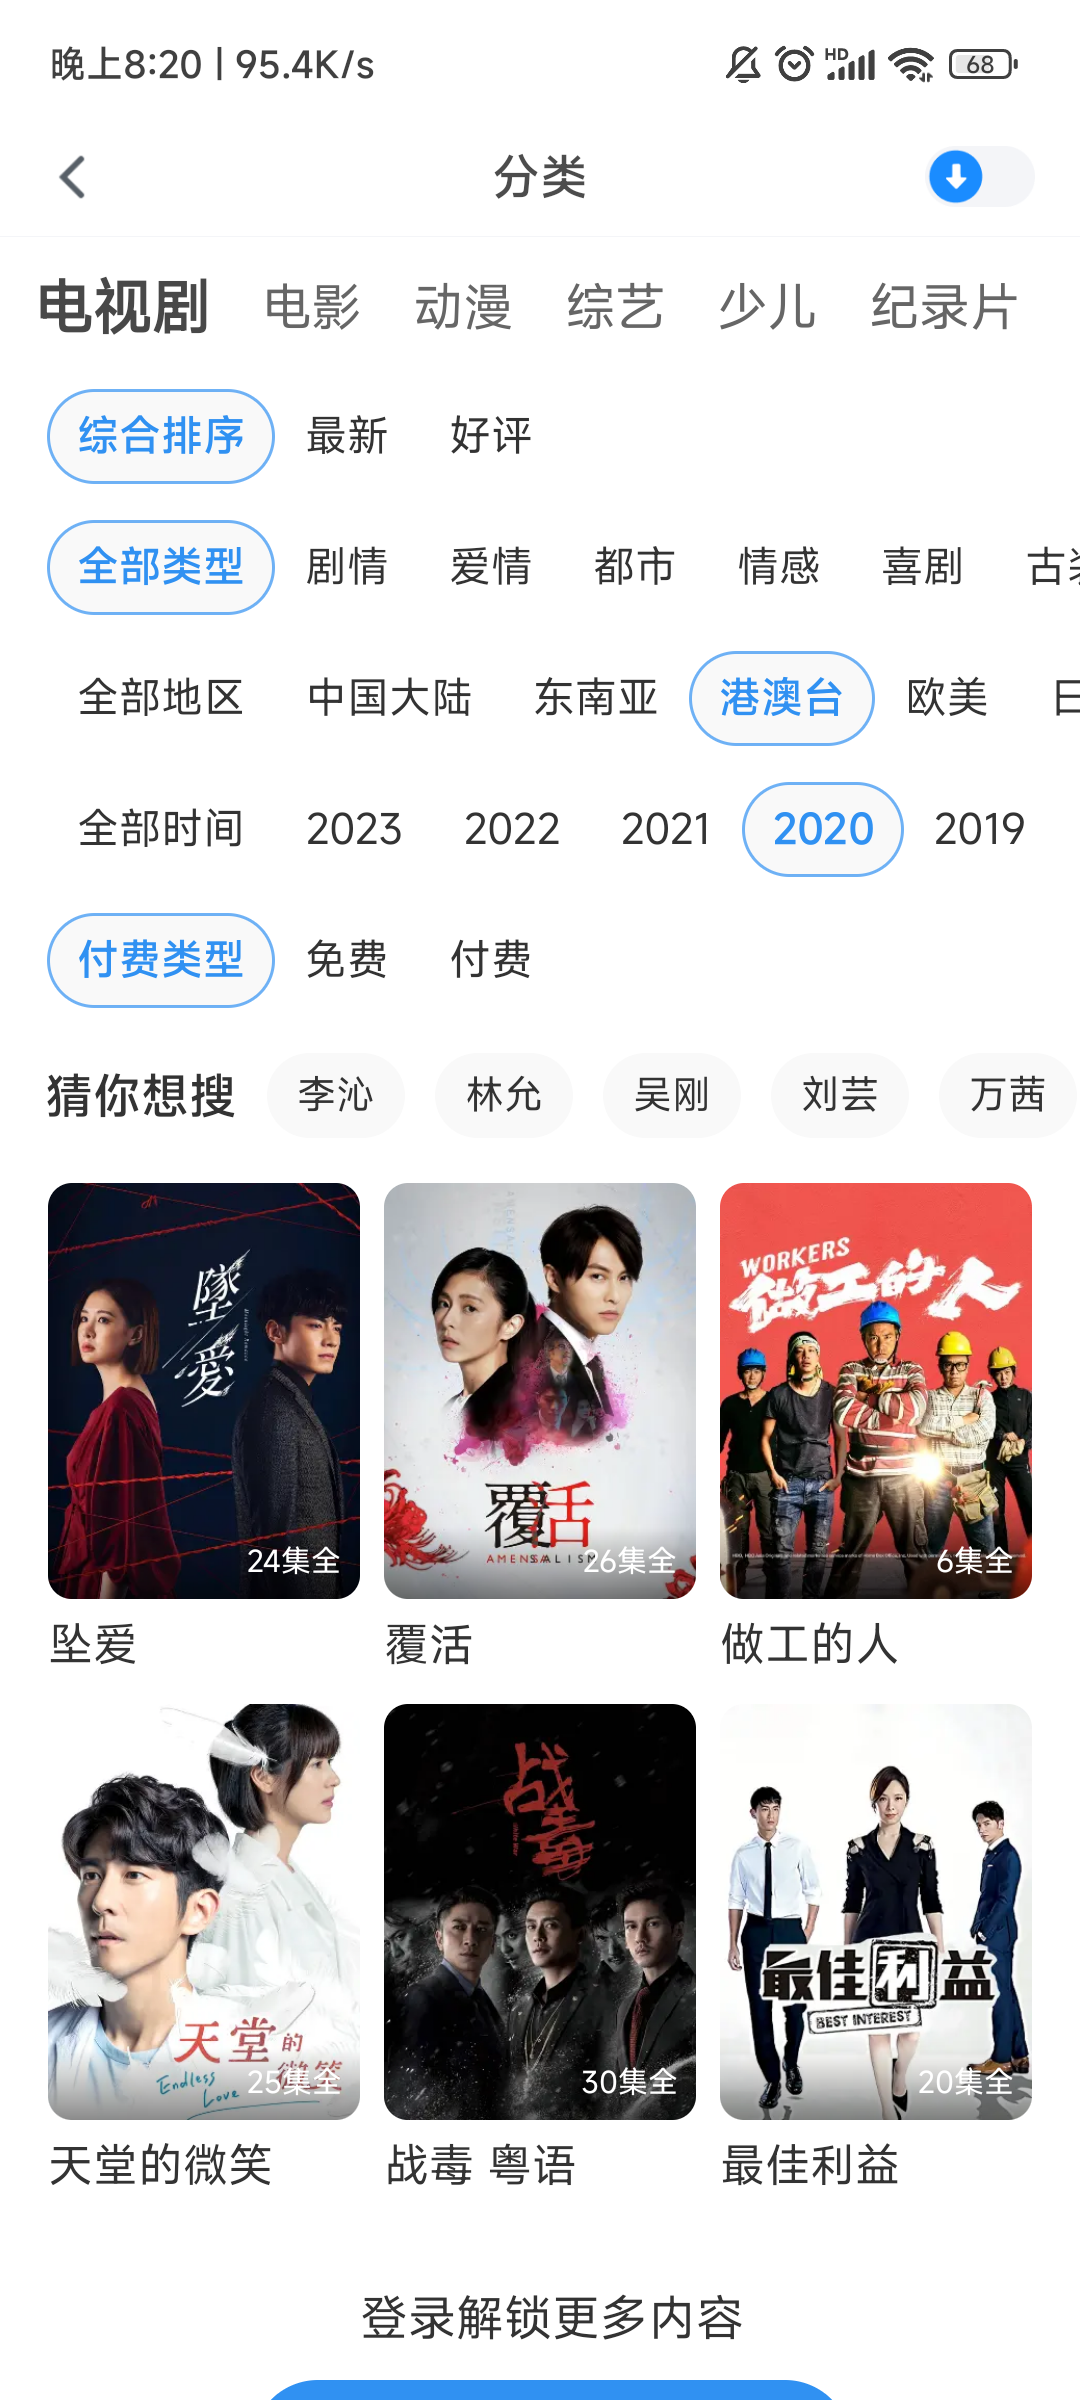 晚上8:20 | 95.4K/s
HD
68
分类
电视剧 电影 动漫 综艺 少儿 纪录片
综合排序 最新 好评
全部类型 剧情 爱情 都市 情感 喜剧
全部地区 中国大陆 东南亚 港澳台 欧美
全部时间 2023 2022 2021 2020 2019
付费类型 免费 付费
猜你想搜 李沁 林允 吴刚 刘芸 万茜
墜愛
24集全
覆活
AMENSALISM
26集全
WORKERS
做工的人
6集全
坠爱 覆活 做工的人
天堂的微笑
Endless Love
25集全
战毒
30集全
最佳利益
BEST INTEREST
20集全
天堂的微笑 战毒 粤语 最佳利益
登录解锁更多内容